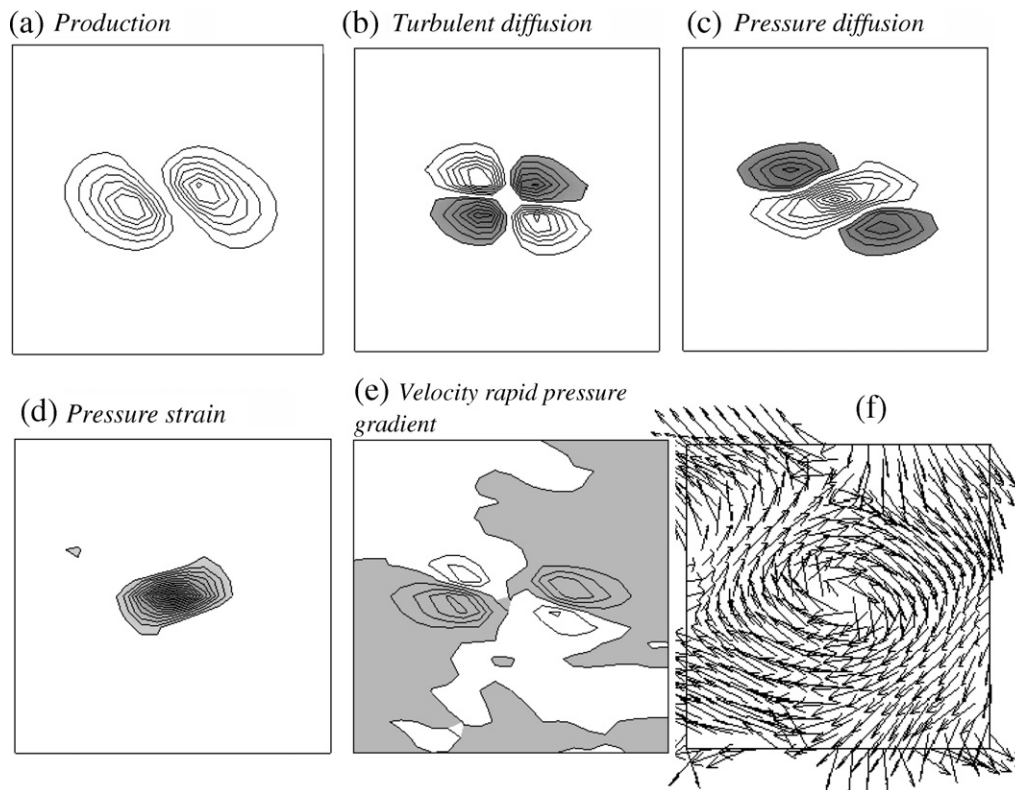 (a) Production
(b) Turbulent diffusion
(c) Pressure diffusion
(d) Pressure strain
(e) Velocity rapid pressure
gradient
(f)